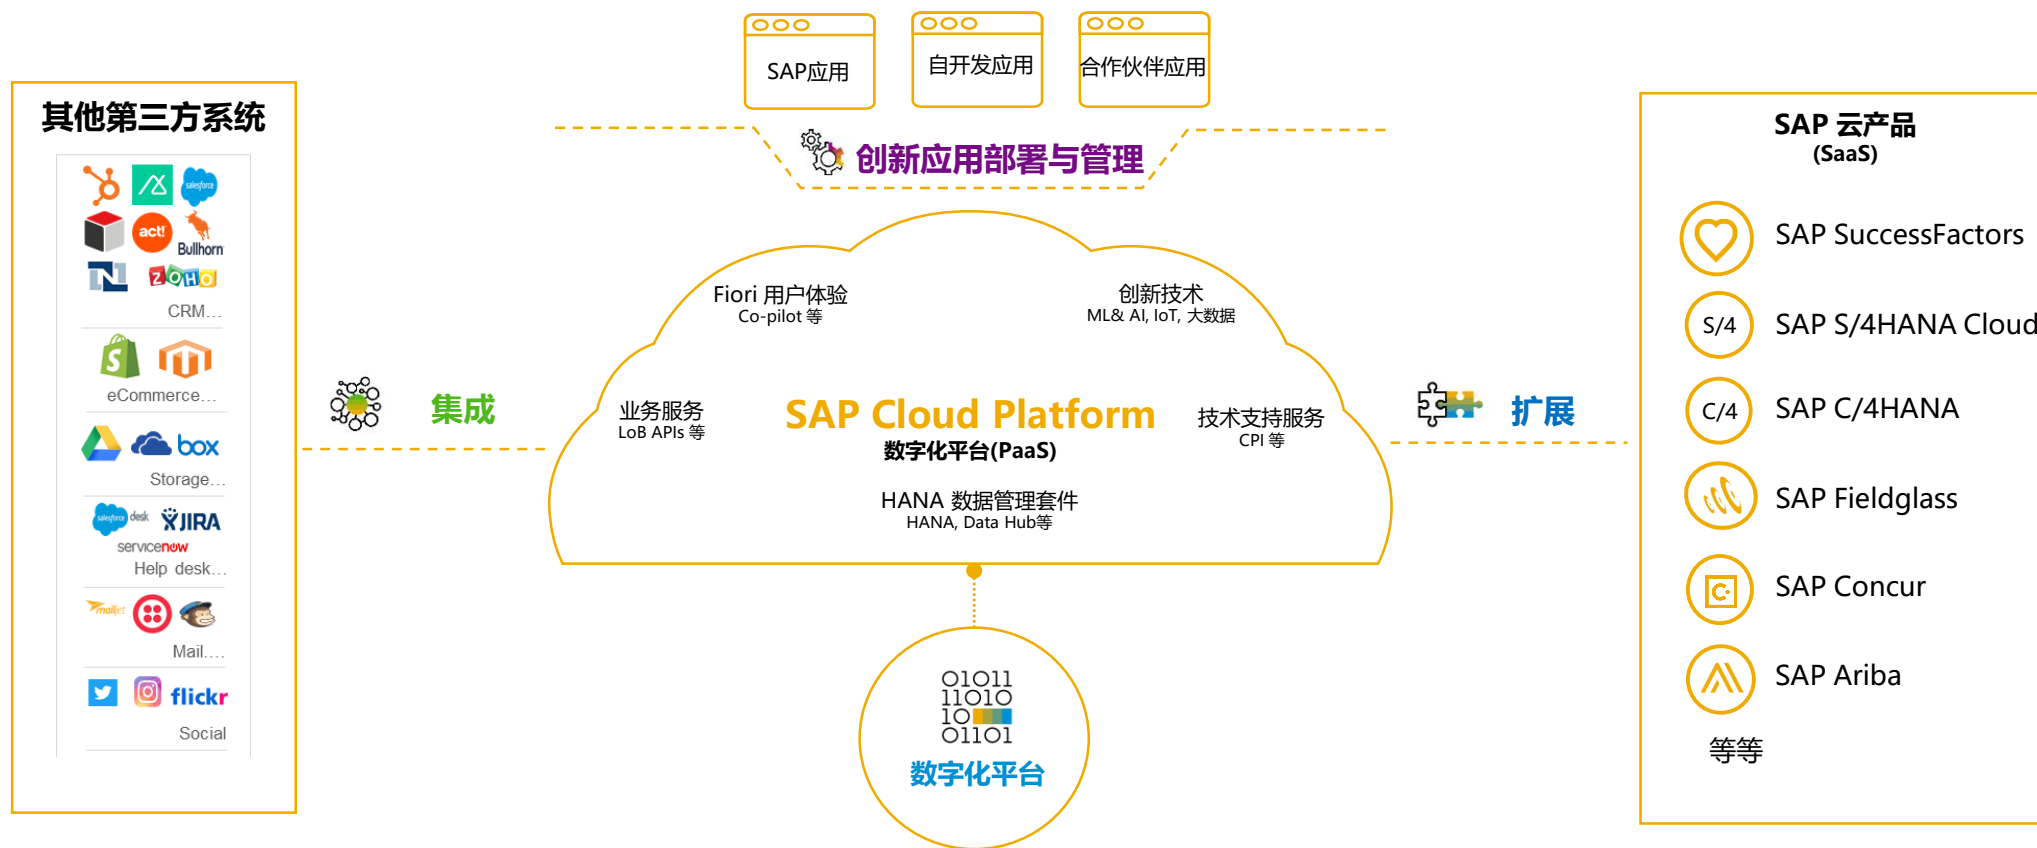 SAP应用
自开发应用
合作伙伴应用
创新应用部署与管理
其他第三方系统
salesforce
act!
Bullhorn
N
ZOHO
CRM...
S
eCommerce...
box
Storage...
salesforce desk
JIRA
servicenow
Help desk...
mailjet
Mail....
flickr
Social
集成
Fiori 用户体验
Co-pilot 等
创新技术
ML& AI, IoT, 大数据
业务服务
LoB APIs 等
SAP Cloud Platform
数字化平台(PaaS)
技术支持服务
CPI 等
HANA 数据管理套件
HANA, Data Hub等
01011
11010
10
01101
数字化平台
扩展
SAP 云产品
(SaaS)
SAP SuccessFactors
S/4 SAP S/4HANA Cloud
C/4 SAP C/4HANA
SAP Fieldglass
C. SAP Concur
SAP Ariba
等等